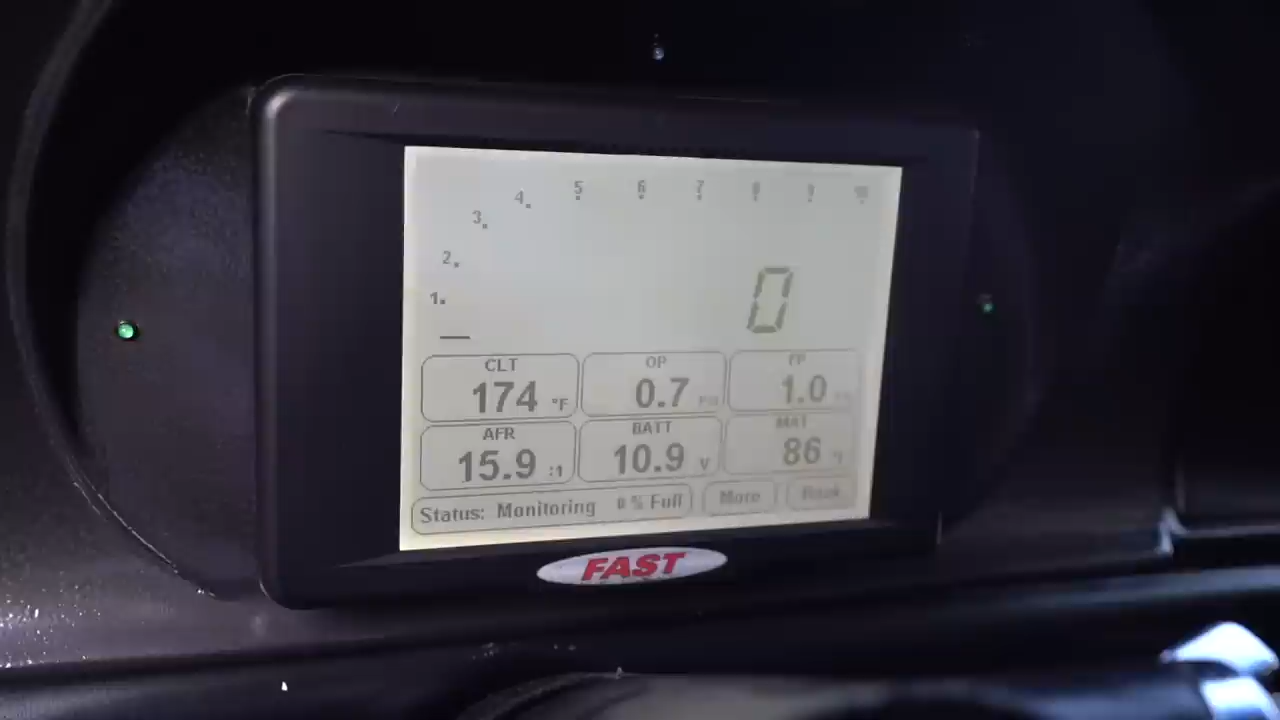 1. 2. 3. 4. 5 6 7 8 9 10
0
CLT OP FP
174 °F 0.7 PSI 1.0
AFR BATT MAT
15.9 :1 10.9 V 86 °F
Status: Monitoring 0 % Full More Back
FAST